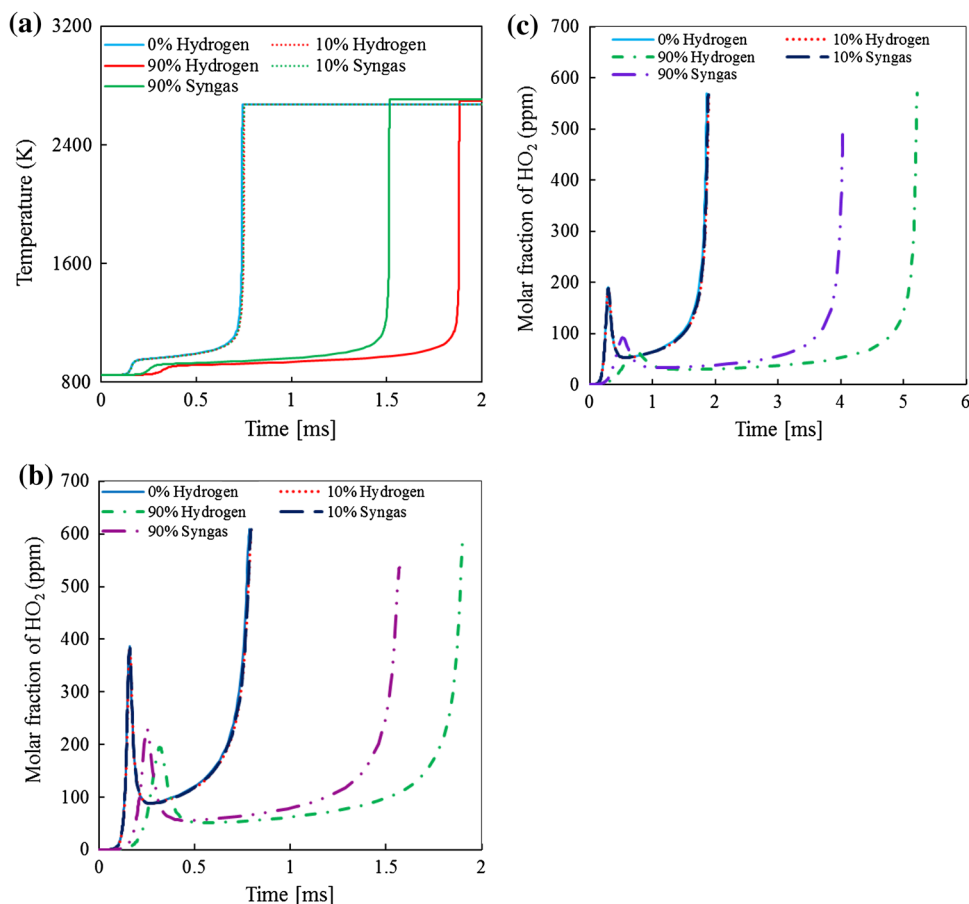 (a)
3200
2400
1600
800
Temperature (K)
0% Hydrogen
10% Hydrogen
90% Hydrogen
10% Syngas
90% Syngas
0
0.5
1
1.5
2
Time [ms]
(c)
700
600
500
400
300
200
100
0
Molar fraction of HO₂ (ppm)
0% Hydrogen
10% Hydrogen
90% Hydrogen
10% Syngas
90% Syngas
0
1
2
3
4
5
6
Time [ms]
(b)
700
600
500
400
300
200
100
0
Molar fraction of HO₂ (ppm)
0% Hydrogen
10% Hydrogen
90% Hydrogen
10% Syngas
90% Syngas
0
0.5
1
1.5
2
Time [ms]